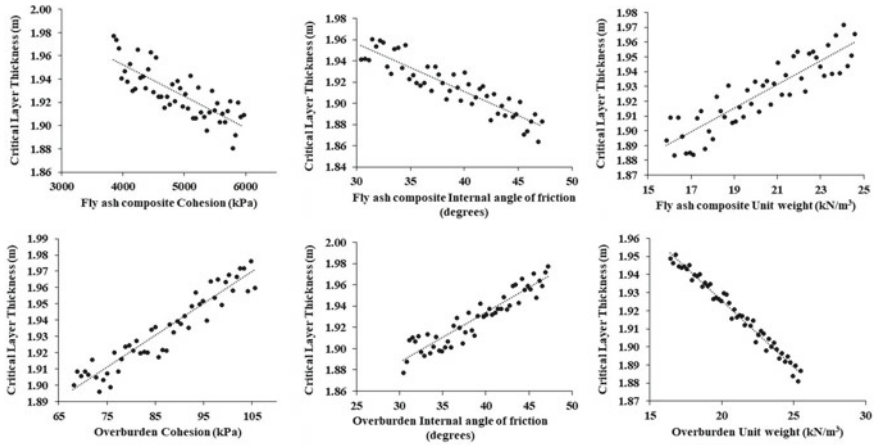 Critical Layer Thickness (m)
2.00
1.98
1.96
1.94
1.92
1.90
1.88
1.86
3000 4000 5000 6000
Fly ash composite Cohesion (kPa)
Critical Layer Thickness (m)
1.98
1.96
1.94
1.92
1.90
1.88
1.86
1.84
30 35 40 45 50
Fly ash composite Internal angle of friction
(degrees)
Critical Layer Thickness (m)
1.98
1.97
1.96
1.95
1.94
1.93
1.92
1.91
1.90
1.89
1.88
1.87
15 17 19 21 23 25
Fly ash composite Unit weight (kN/m³)
Critical Layer Thickness (m)
1.99
1.98
1.97
1.96
1.95
1.94
1.93
1.92
1.91
1.90
1.89
65 75 85 95 105
Overburden Cohesion (kPa)
Critical Layer Thickness (m)
2.00
1.98
1.96
1.94
1.92
1.90
1.88
1.86
25 30 35 40 45 50
Overburden Internal angle of friction
(degrees)
Critical Layer Thickness (m)
1.96
1.95
1.94
1.93
1.92
1.91
1.90
1.89
1.88
1.87
15 20 25 30
Overburden Unit weight (kN/m³)